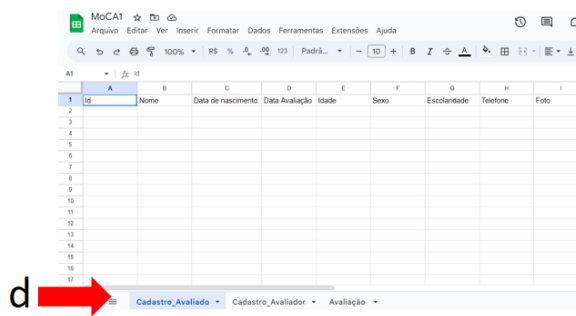 MoCA1
Arquivo Editar Ver Inserir Formatar Dados Ferramentas Extensões Ajuda
100% R$ % .0 .00 123 Padrã... − 10 + B I A
A1 fx Id
A B C D E F G H I
1 Id Nome Data de nascimento Data Avaliação Idade Sexo Escolaridade Telefone Foto
2
3
4
5
6
7
8
9
10
11
12
13
14
15
16
17
d Cadastro_Avaliado Cadastro_Avaliador Avaliação